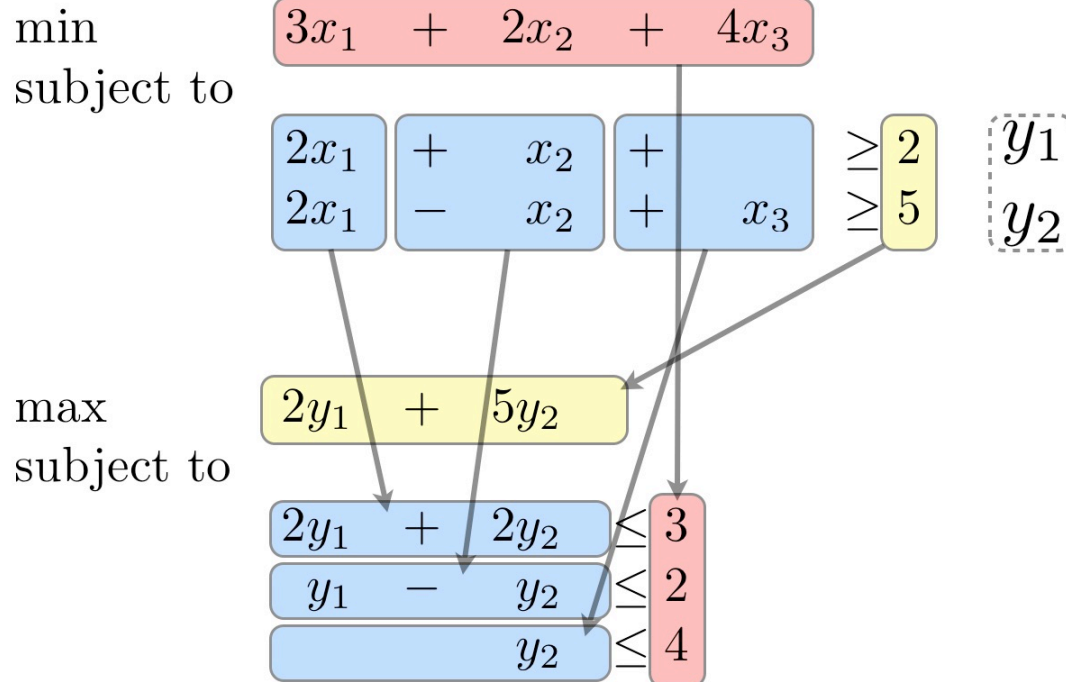 min 3x₁ + 2x₂ + 4x₃
subject to
2x₁ + x₂ + ≥ 2 y₁
2x₁ − x₂ + x₃ ≥ 5 y₂
max 2y₁ + 5y₂
subject to
2y₁ + 2y₂ ≤ 3
y₁ − y₂ ≤ 2
y₂ ≤ 4